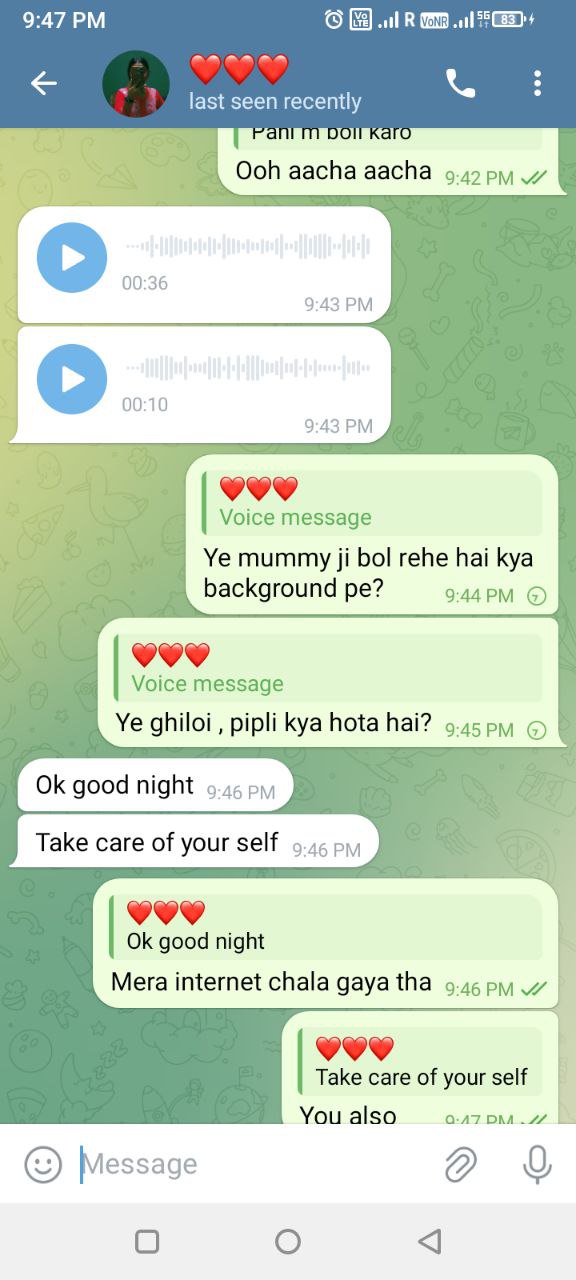 9:47 PM
Vo LTE R VoNR 5G 83
❤️❤️❤️
last seen recently
Pani m boli karo
Ooh aacha aacha 9:42 PM
00:36
9:43 PM
00:10
9:43 PM
❤️❤️❤️
Voice message
Ye mummy ji bol rehe hai kya
background pe? 9:44 PM
❤️❤️❤️
Voice message
Ye ghiloi , pipli kya hota hai? 9:45 PM
Ok good night 9:46 PM
Take care of your self 9:46 PM
❤️❤️❤️
Ok good night
Mera internet chala gaya tha 9:46 PM
❤️❤️❤️
Take care of your self
You also 9:47 PM
Message